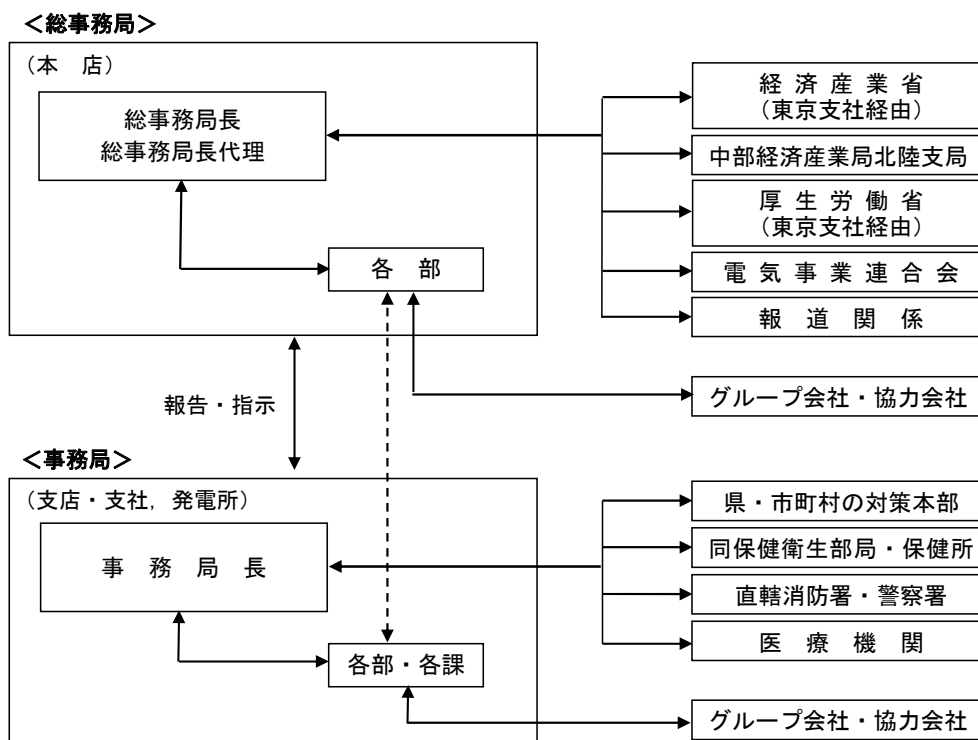 ＜総事務局＞
（本　店）
総事務局長
総事務局長代理
各　部
経 済 産 業 省
（東京支社経由）
中部経済産業局北陸支局
厚 生 労 働 省
（東京支社経由）
電 気 事 業 連 合 会
報　道　関　係
グループ会社・協力会社
報告・指示
＜事務局＞
（支店・支社，発電所）
事　務　局　長
各部・各課
県・市町村の対策本部
同保健衛生部局・保健所
直轄消防署・警察署
医　療　機　関
グループ会社・協力会社